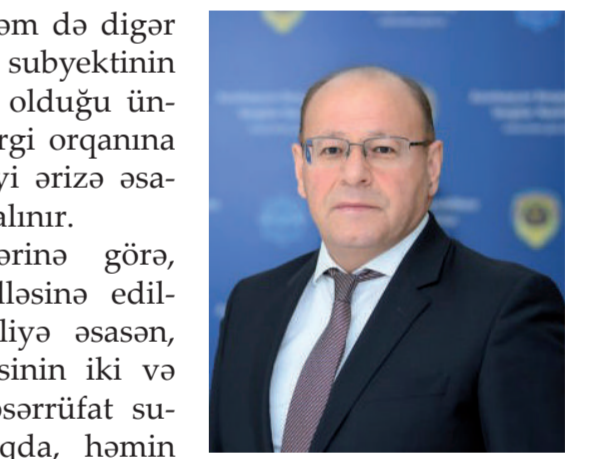 əm də digər
subyektinin
olduğu ün-
rgi orqanına
yi ərizə əsa-
alınır.
ərinə görə,
lləsinə edil-
liyə əsasən,
sinin iki və
əsərrüfat su-
qda, həmin